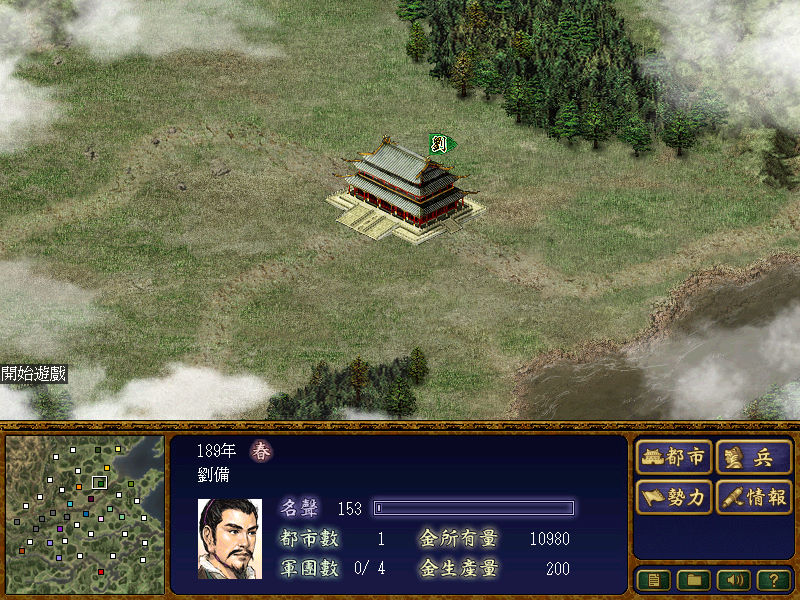 劉
開始遊戲
189年 春
劉備
名聲 153
都市數 1 金所有量 10980
軍團數 0/ 4 金生產量 200
都市 兵
勢力 情報
?